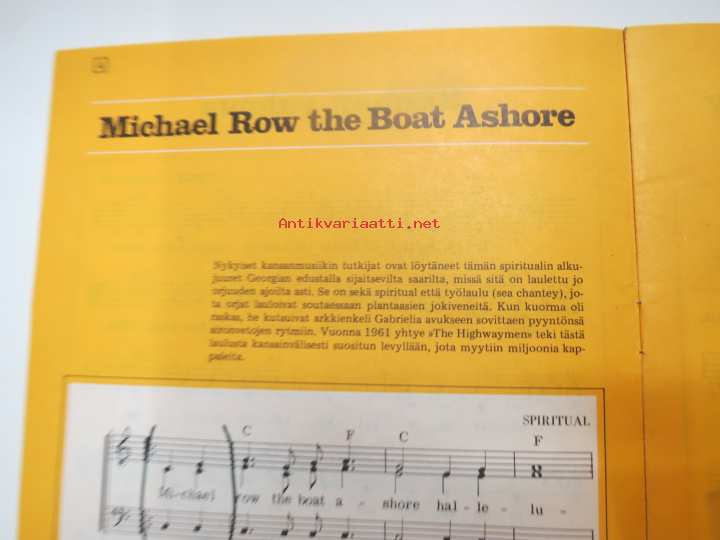 Michael Row the Boat Ashore
Antikvariaatti.net
Nykyiset kansanmusiikin tutkijat ovat löytäneet tämän spiritualin alku-
juuret Georgian edustalla sijaitsevilta saarilta, missä sitä on laulettu jo
orjuuden ajoilta asti. Se on sekä spiritual että työlaulu (sea chantey), jo-
ta orjat lauloivat soutaessaan plantaasien jokiveneitä. Kun kuorma oli
raskas, he kutsuivat arkkienkeli Gabrielia avukseen sovittaen pyyntönsä
aironvetojen rytmiin. Vuonna 1961 yhtye »The Highwaymen» teki tästä
laulusta kansainvälisesti suositun levyllään, jota myytiin miljoonia kap-
paleita.
SPIRITUAL
C F C F
Mi-chael row the boat a - shore hal - le - lu -